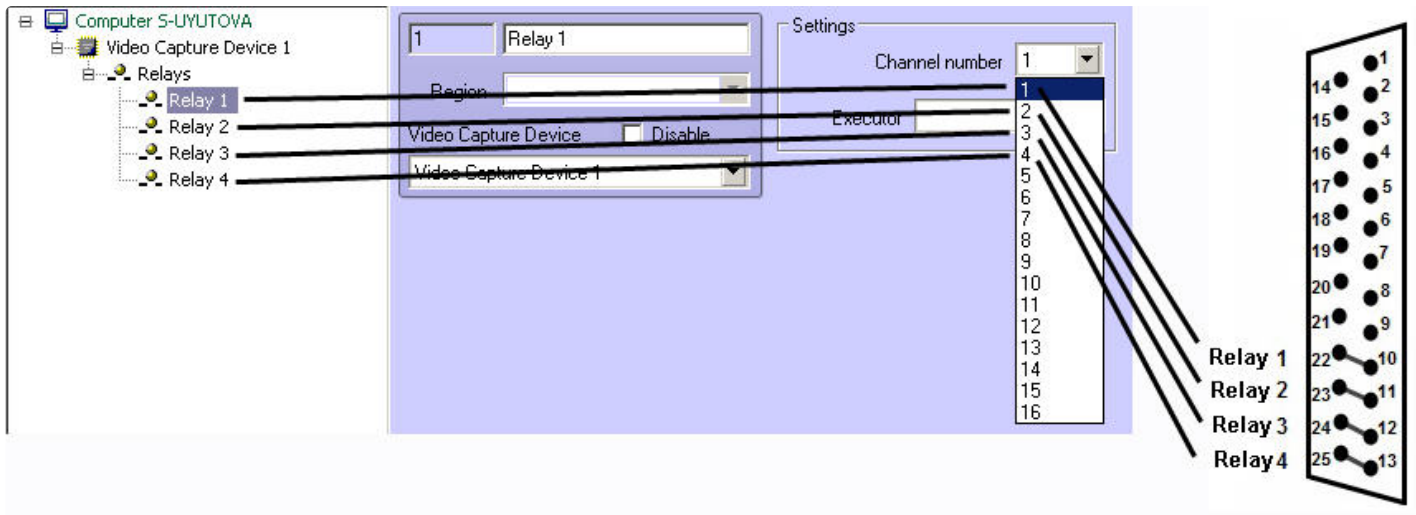 Computer S-UYUTOVA
Video Capture Device 1
Relays
Relay 1
Relay 2
Relay 3
Relay 4
1 Relay 1
Region
Video Capture Device Disable
Video Capture Device 1
Settings
Channel number 1
Executor
1
2
3
4
5
6
7
8
9
10
11
12
13
14
15
16
Relay 1
Relay 2
Relay 3
Relay 4
1
14 2
15 3
16 4
17 5
18 6
19 7
20 8
21 9
22 10
23 11
24 12
25 13